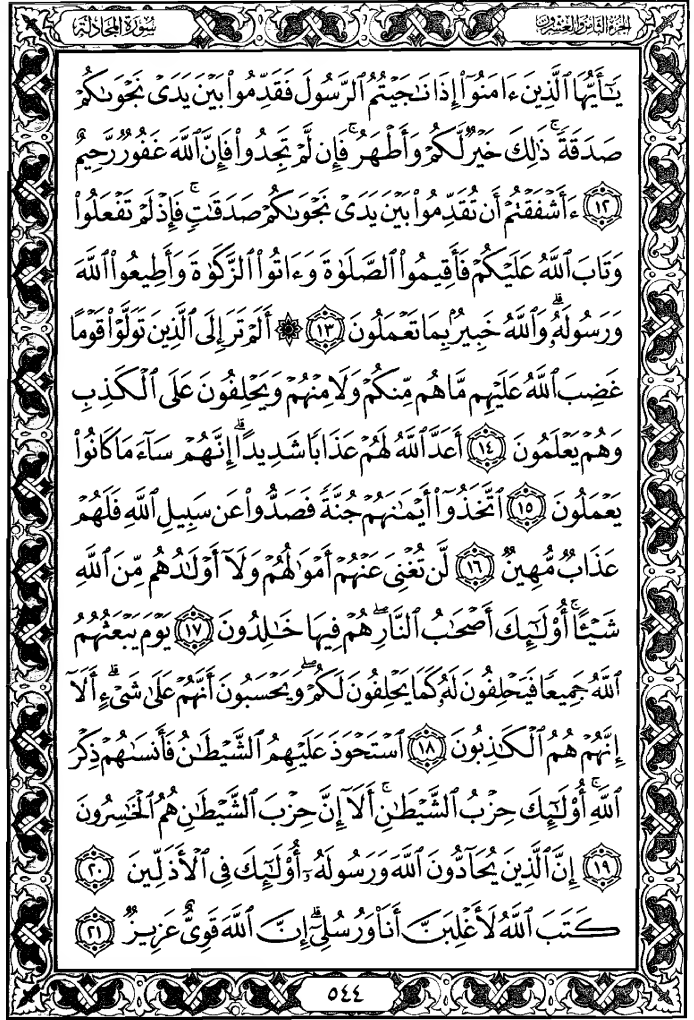 الجزء الثامن والعشرون
سورة المجادلة
يَٰٓأَيُّهَا ٱلَّذِينَ ءَامَنُوٓا۟ إِذَا نَٰجَيْتُمُ ٱلرَّسُولَ فَقَدِّمُوا۟ بَيْنَ يَدَىْ نَجْوَىٰكُمْ
صَدَقَةً ۚ ذَٰلِكَ خَيْرٌ لَّكُمْ وَأَطْهَرُ ۚ فَإِن لَّمْ تَجِدُوا۟ فَإِنَّ ٱللَّهَ غَفُورٌ رَّحِيمٌ
١٢ ءَأَشْفَقْتُمْ أَن تُقَدِّمُوا۟ بَيْنَ يَدَىْ نَجْوَىٰكُمْ صَدَقَٰتٍ ۚ فَإِذْ لَمْ تَفْعَلُوا۟
وَتَابَ ٱللَّهُ عَلَيْكُمْ فَأَقِيمُوا۟ ٱلصَّلَوٰةَ وَءَاتُوا۟ ٱلزَّكَوٰةَ وَأَطِيعُوا۟ ٱللَّهَ
وَرَسُولَهُۥ ۚ وَٱللَّهُ خَبِيرٌۢ بِمَا تَعْمَلُونَ ١٣ ۞ أَلَمْ تَرَ إِلَى ٱلَّذِينَ تَوَلَّوْا۟ قَوْمًا
غَضِبَ ٱللَّهُ عَلَيْهِم مَّا هُم مِّنكُمْ وَلَا مِنْهُمْ وَيَحْلِفُونَ عَلَى ٱلْكَذِبِ
وَهُمْ يَعْلَمُونَ ١٤ أَعَدَّ ٱللَّهُ لَهُمْ عَذَابًا شَدِيدًا ۖ إِنَّهُمْ سَآءَ مَا كَانُوا۟
يَعْمَلُونَ ١٥ ٱتَّخَذُوٓا۟ أَيْمَٰنَهُمْ جُنَّةً فَصَدُّوا۟ عَن سَبِيلِ ٱللَّهِ فَلَهُمْ
عَذَابٌ مُّهِينٌ ١٦ لَّن تُغْنِىَ عَنْهُمْ أَمْوَٰلُهُمْ وَلَآ أَوْلَٰدُهُم مِّنَ ٱللَّهِ
شَيْـًٔا ۚ أُو۟لَٰٓئِكَ أَصْحَٰبُ ٱلنَّارِ ۖ هُمْ فِيهَا خَٰلِدُونَ ١٧ يَوْمَ يَبْعَثُهُمُ
ٱللَّهُ جَمِيعًا فَيَحْلِفُونَ لَهُۥ كَمَا يَحْلِفُونَ لَكُمْ ۖ وَيَحْسَبُونَ أَنَّهُمْ عَلَىٰ شَىْءٍ ۚ أَلَآ
إِنَّهُمْ هُمُ ٱلْكَٰذِبُونَ ١٨ ٱسْتَحْوَذَ عَلَيْهِمُ ٱلشَّيْطَٰنُ فَأَنسَىٰهُمْ ذِكْرَ
ٱللَّهِ ۚ أُو۟لَٰٓئِكَ حِزْبُ ٱلشَّيْطَٰنِ ۚ أَلَآ إِنَّ حِزْبَ ٱلشَّيْطَٰنِ هُمُ ٱلْخَٰسِرُونَ
١٩ إِنَّ ٱلَّذِينَ يُحَآدُّونَ ٱللَّهَ وَرَسُولَهُۥٓ أُو۟لَٰٓئِكَ فِى ٱلْأَذَلِّينَ ٢٠
كَتَبَ ٱللَّهُ لَأَغْلِبَنَّ أَنَا۠ وَرُسُلِىٓ ۚ إِنَّ ٱللَّهَ قَوِىٌّ عَزِيزٌ ٢١
٥٤٤